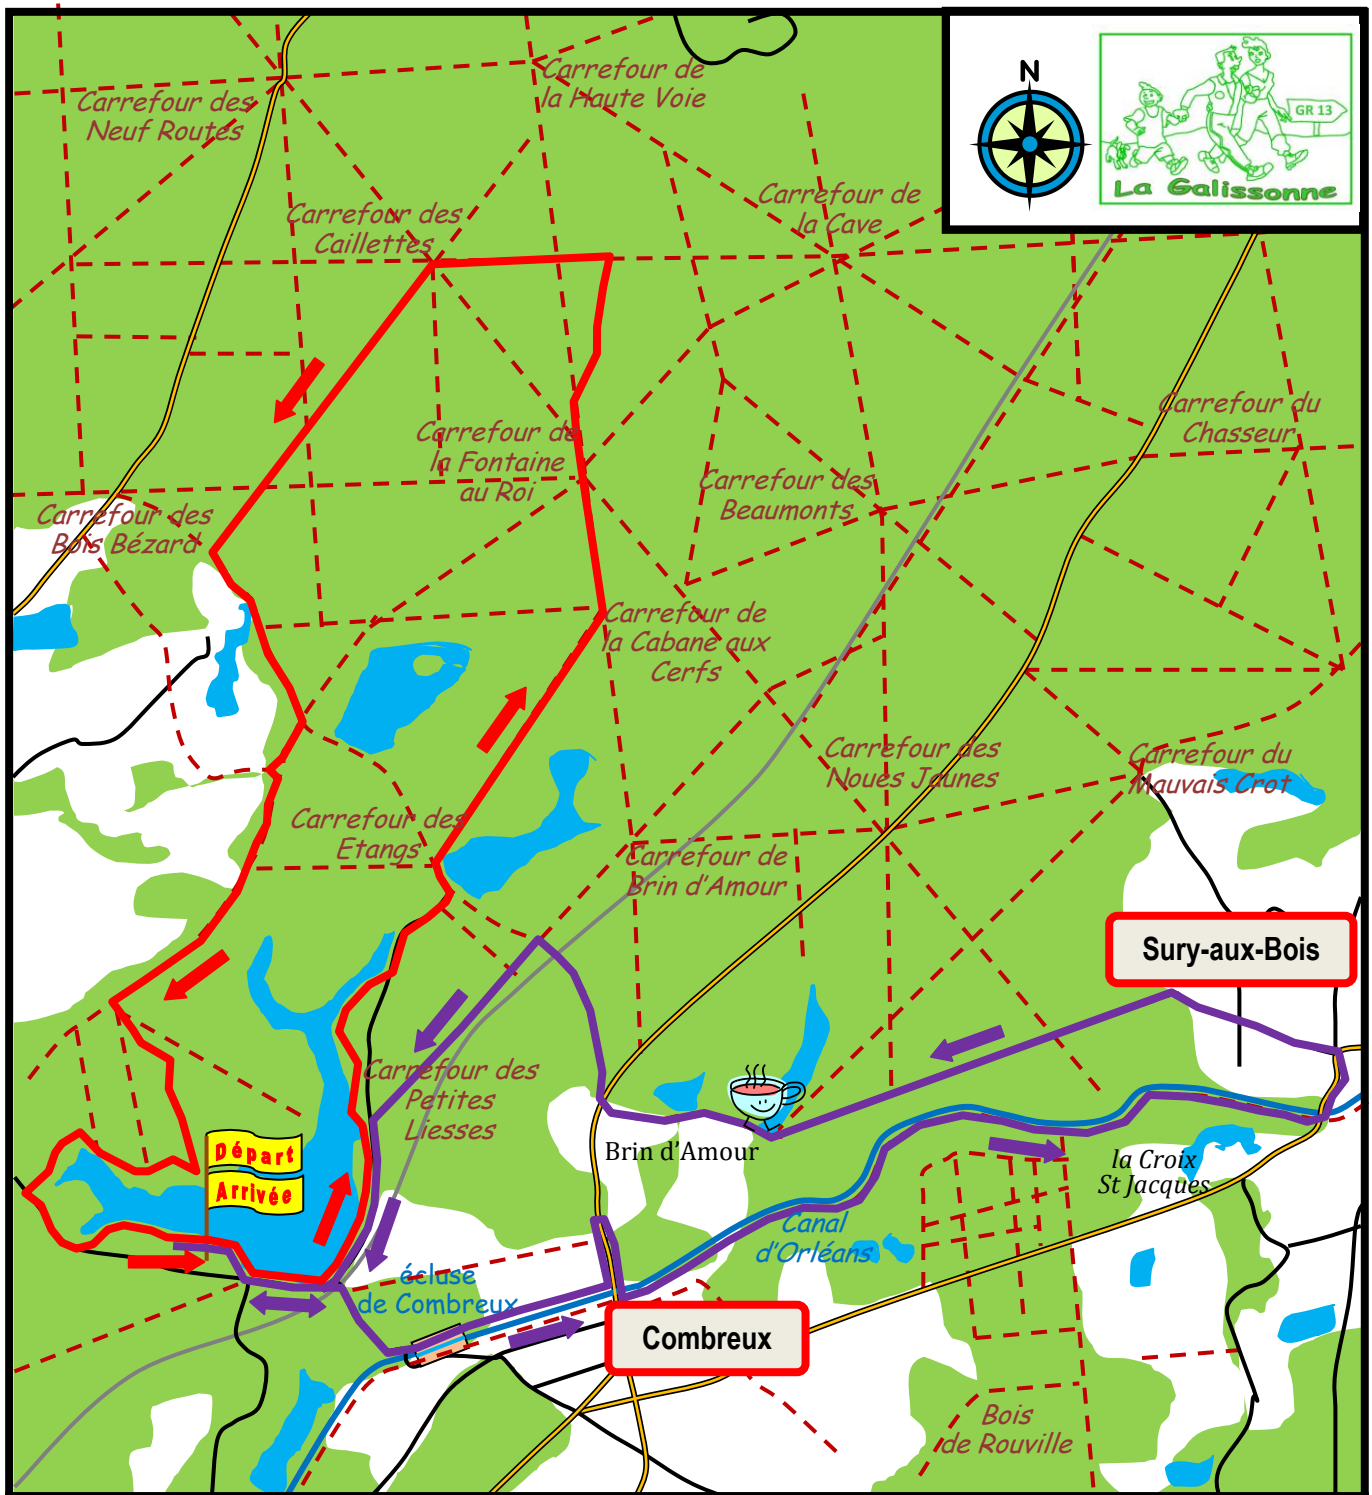 Carrefour de
la Haute Voie
N
GR 13
La Galissonne
Carrefour des
Neuf Routes
Carrefour des
Caillettes
Carrefour de
la Cave
Carrefour du
Chasseur
Carrefour de
la Fontaine
au Roi
Carrefour des
Beaumonts
Carrefour des
Bois Bézard
Carrefour de
la Cabane aux
Cerfs
Carrefour des
Noues Jaunes
Carrefour du
Mauvais Crot
Carrefour des
Etangs
Carrefour de
Brin d'Amour
Sury-aux-Bois
Carrefour des
Petites
Liesses
Départ
Arrivée
Brin d'Amour
la Croix
St Jacques
Canal
d'Orléans
écluse
de Combreux
Combreux
Bois
de Rouville